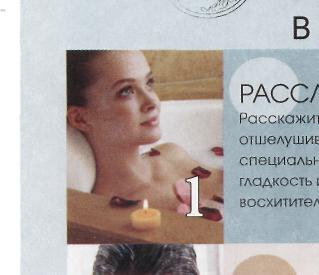 В
РАССЛ
Расскажит
отшелушив
специальн
гладкость и
восхитител
1